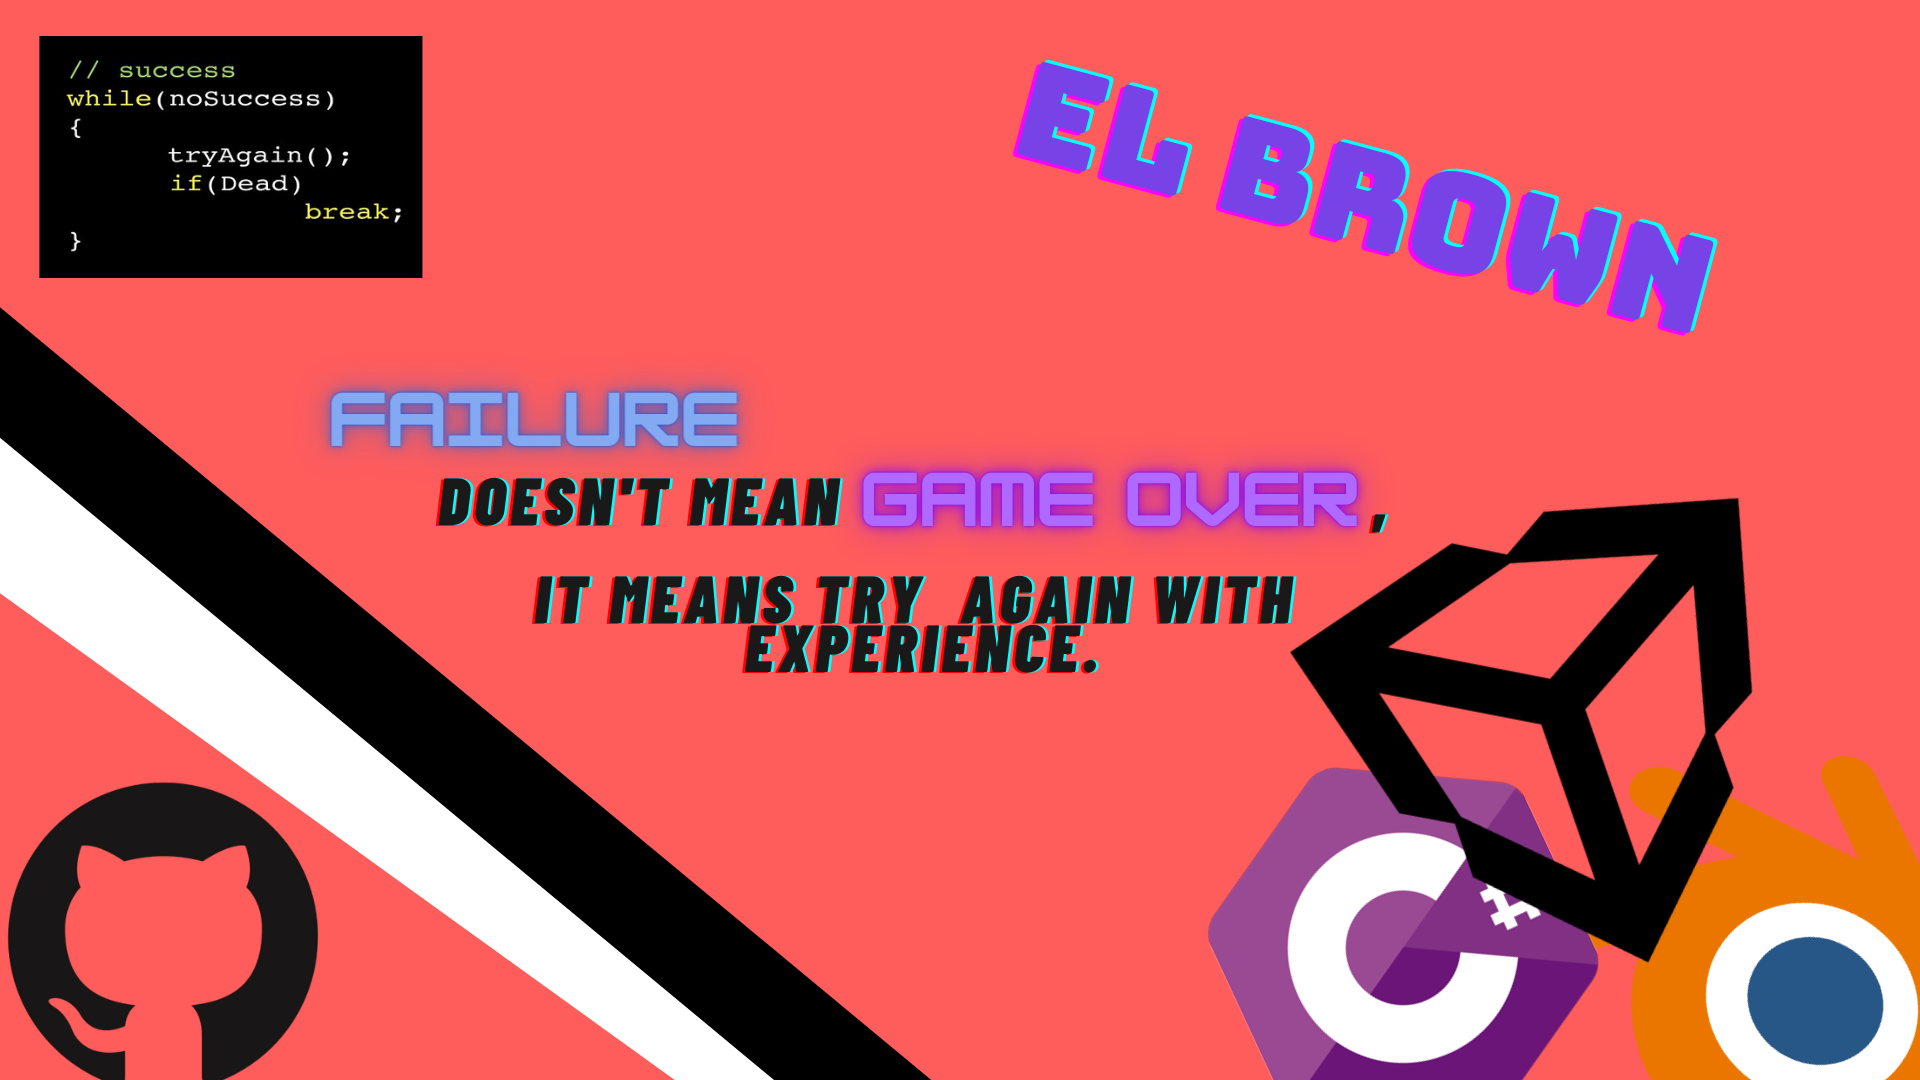 // success
while(noSuccess)
{
tryAgain();
if(Dead)
break;
}
EL BROWN
FAILURE
DOESN'T MEAN GAME OVER ,
IT MEANS TRY AGAIN WITH
EXPERIENCE.